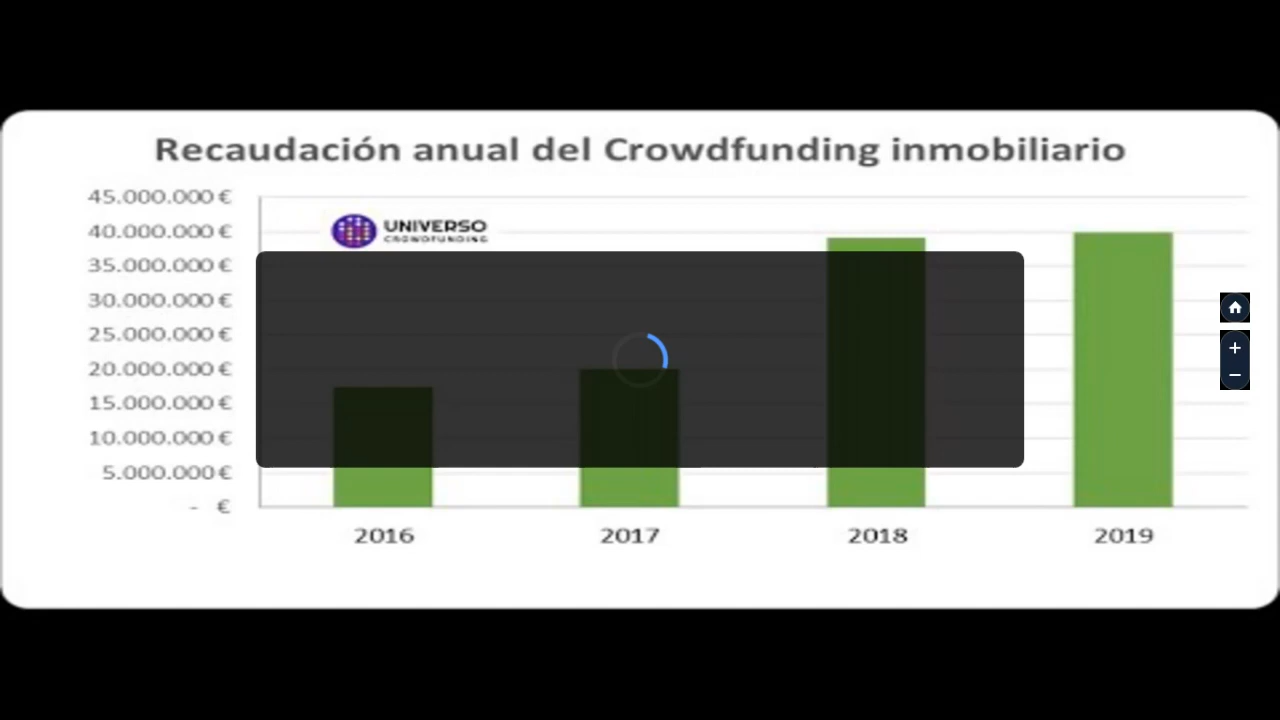 Recaudación anual del Crowdfunding inmobiliario
45.000.000 €
UNIVERSO
CROWDFUNDING
40.000.000 €
35.000.000 €
30.000.000 €
25.000.000 €
20.000.000 €
15.000.000 €
10.000.000 €
5.000.000 €
- €
2016 2017 2018 2019